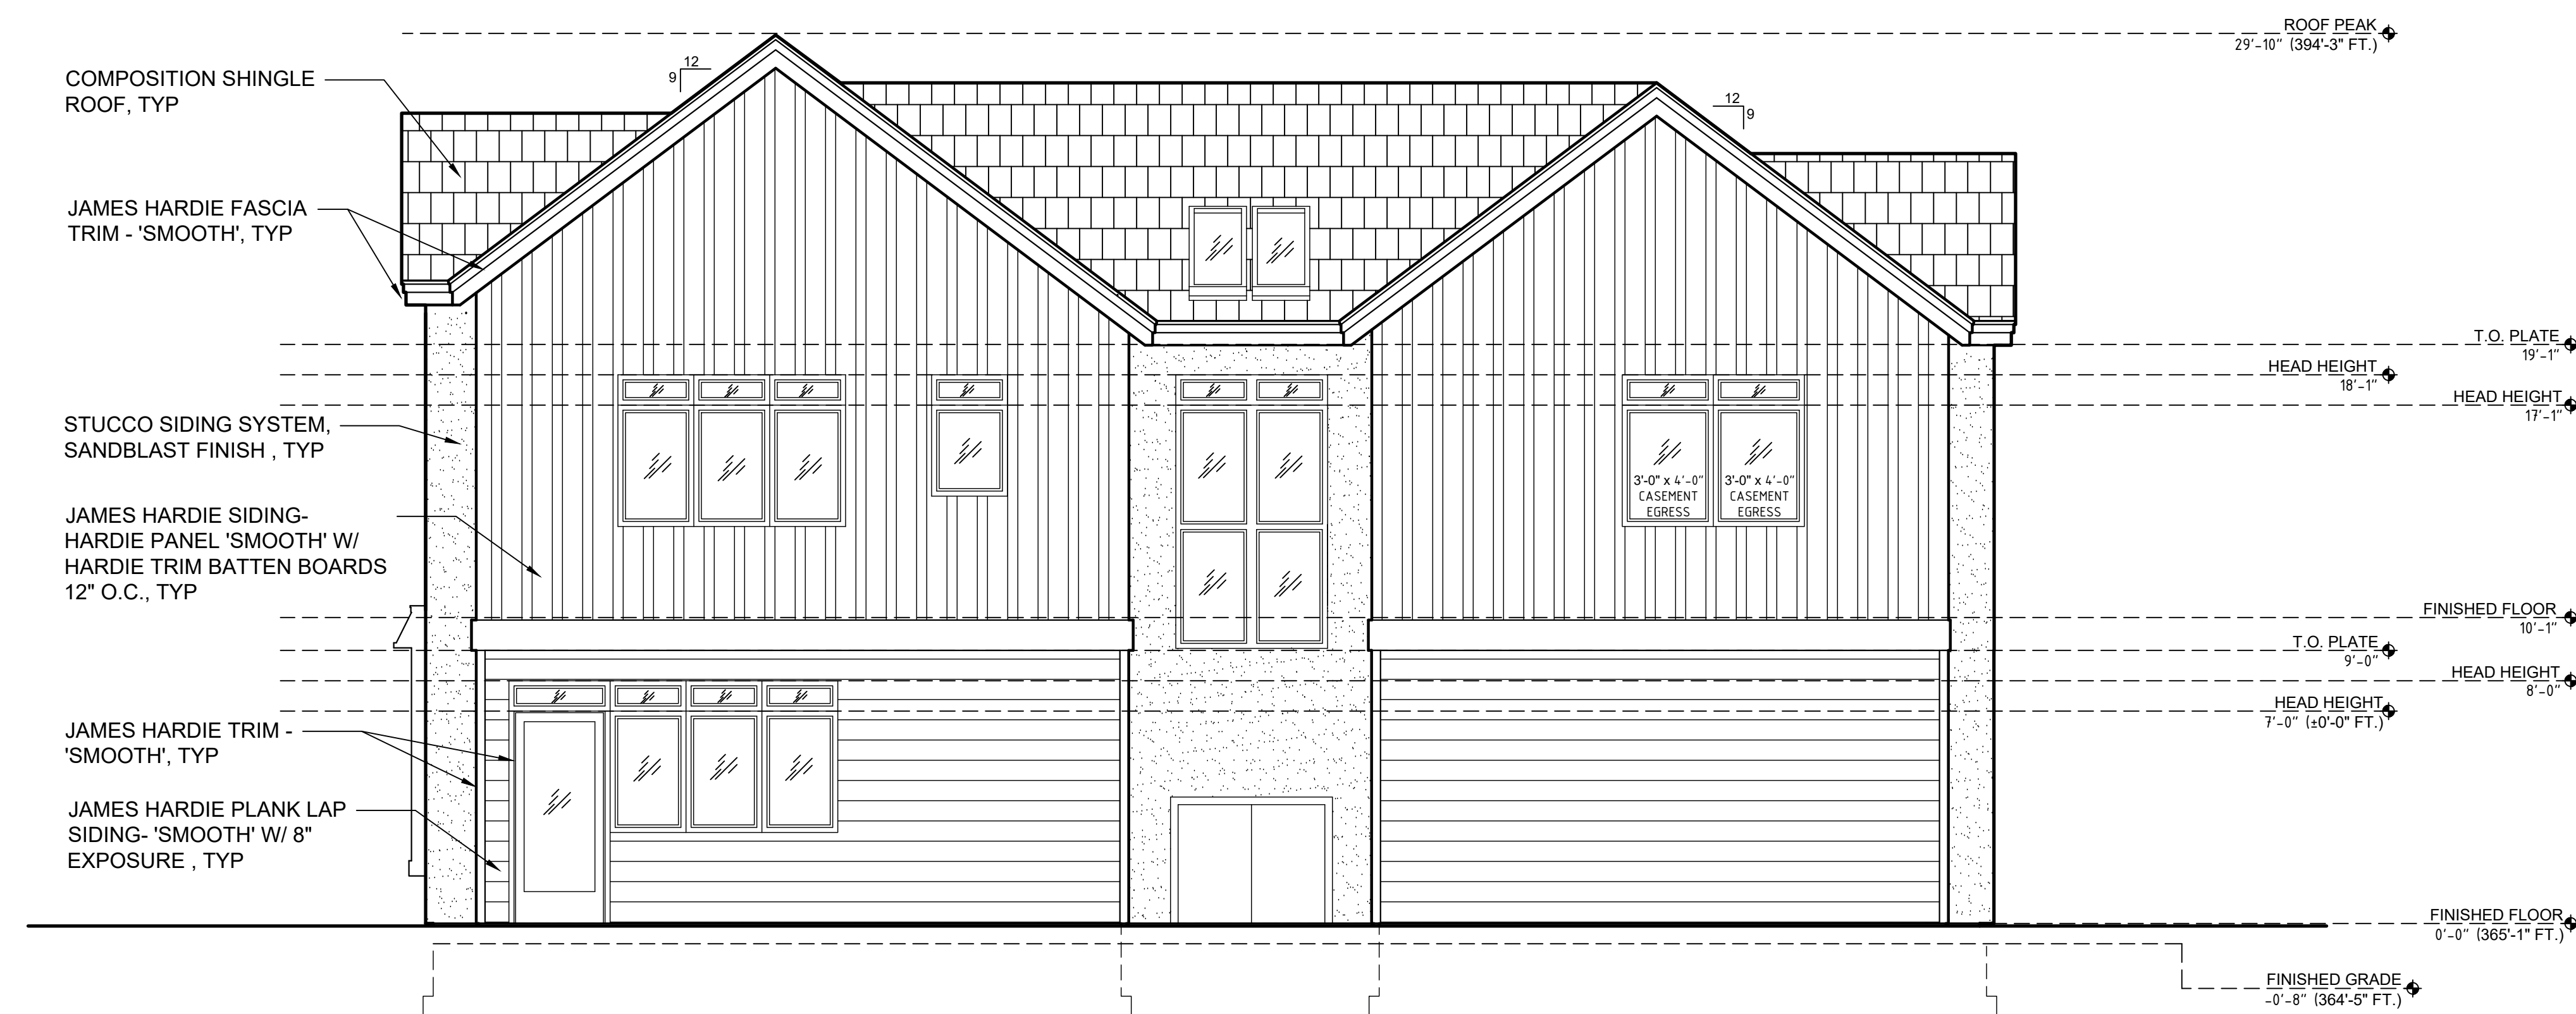 COMPOSITION SHINGLE
ROOF, TYP
JAMES HARDIE FASCIA
TRIM - 'SMOOTH', TYP
STUCCO SIDING SYSTEM,
SANDBLAST FINISH , TYP
JAMES HARDIE SIDING-
HARDIE PANEL 'SMOOTH' W/
HARDIE TRIM BATTEN BOARDS
12" O.C., TYP
JAMES HARDIE TRIM -
'SMOOTH', TYP
JAMES HARDIE PLANK LAP
SIDING- 'SMOOTH' W/ 8"
EXPOSURE , TYP
12
9
12
9
3'-0" x 4'-0"
CASEMENT
EGRESS
3'-0" x 4'-0"
CASEMENT
EGRESS
ROOF PEAK
29'-10" (394'-3" FT.)
T.O. PLATE
19'-1"
HEAD HEIGHT
18'-1"
HEAD HEIGHT
17'-1"
FINISHED FLOOR
10'-1"
T.O. PLATE
9'-0"
HEAD HEIGHT
8'-0"
HEAD HEIGHT
7'-0" (±0'-0" FT.)
FINISHED FLOOR
0'-0" (365'-1" FT.)
FINISHED GRADE
-0'-8" (364'-5" FT.)